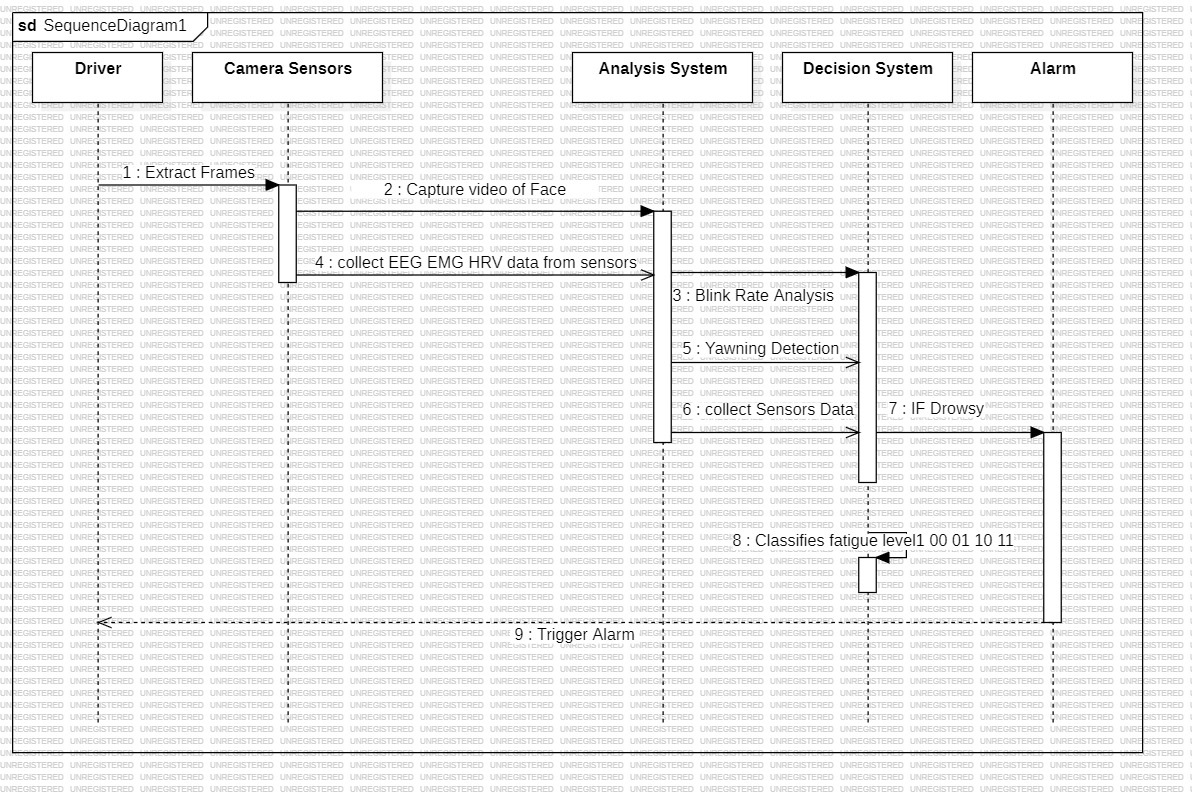 sd SequenceDiagram1
Driver
Camera Sensors
Analysis System
Decision System
Alarm
1 : Extract Frames
2 : Capture video of Face
4 : collect EEG EMG HRV data from sensors
3 : Blink Rate Analysis
5 : Yawning Detection
6 : collect Sensors Data
7 : IF Drowsy
8 : Classifies fatigue level1 00 01 10 11
9 : Trigger Alarm
UNREGISTERED